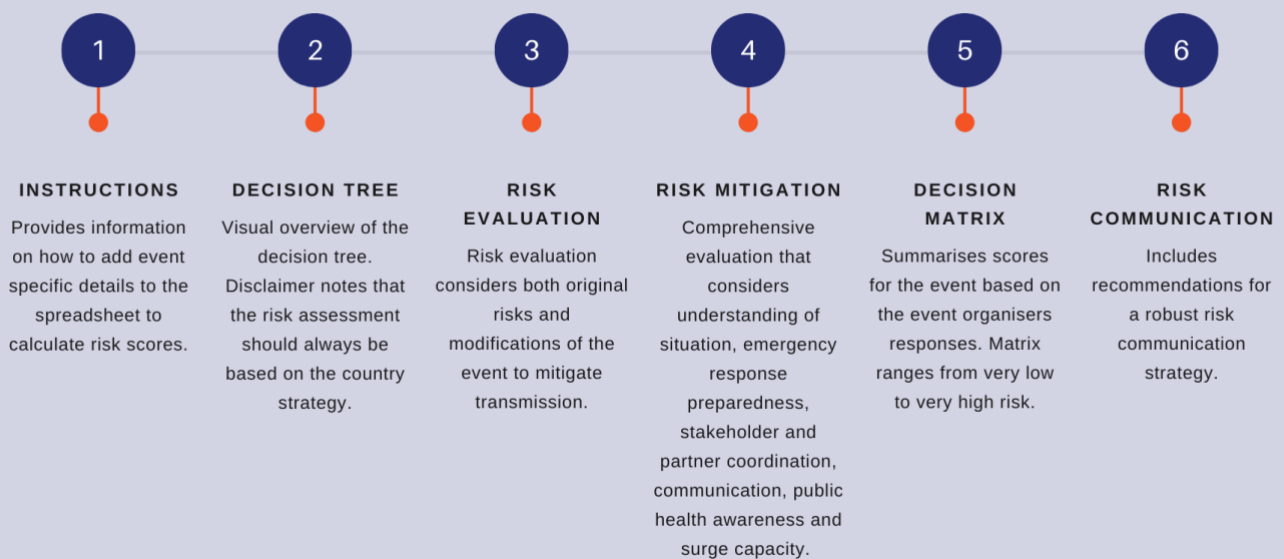 1
2
3
4
5
6
INSTRUCTIONS
Provides information
on how to add event
specific details to the
spreadsheet to
calculate risk scores.
DECISION TREE
Visual overview of the
decision tree.
Disclaimer notes that
the risk assessment
should always be
based on the country
strategy.
RISK
EVALUATION
Risk evaluation
considers both original
risks and
modifications of the
event to mitigate
transmission.
RISK MITIGATION
Comprehensive
evaluation that
considers
understanding of
situation, emergency
response
preparedness,
stakeholder and
partner coordination,
communication, public
health awareness and
surge capacity.
DECISION
MATRIX
Summarises scores
for the event based on
the event organisers
responses. Matrix
ranges from very low
to very high risk.
RISK
COMMUNICATION
Includes
recommendations for
a robust risk
communication
strategy.